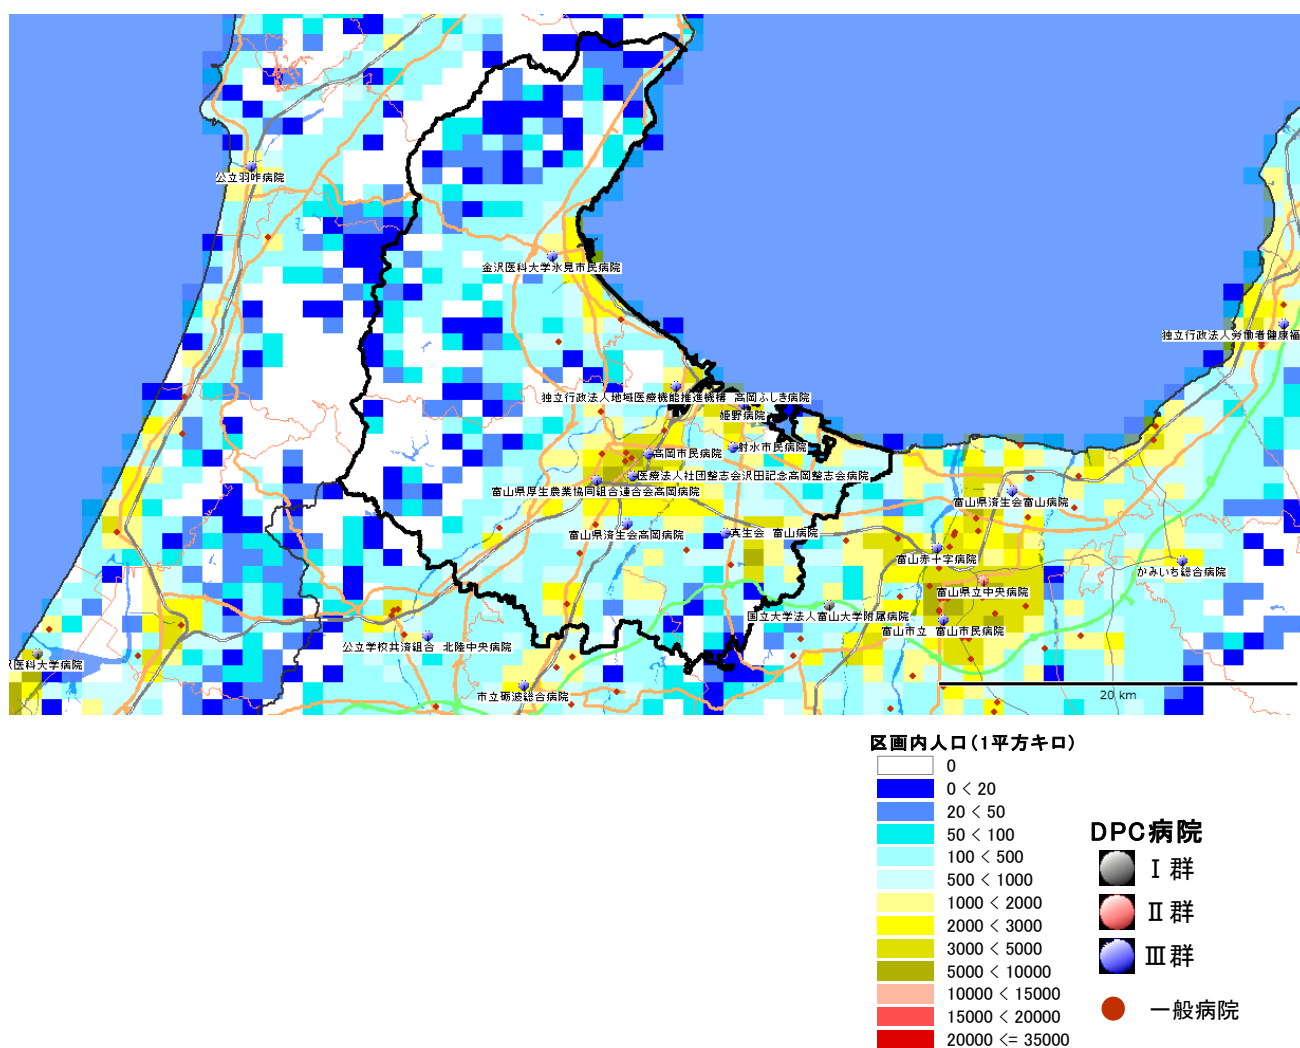 公立羽咋病院
金沢医科大学氷見市民病院
独立行政法人労働者健康福
独立行政法人地域医療機能推進機構 高岡ふしき病院
姫野病院
射水市民病院
高岡市民病院
医療法人社団整志会沢田記念高岡整志会病院
富山県厚生農業協同組合連合会高岡病院
富山県済生会富山病院
富山県済生会高岡病院
真生会 富山病院
富山赤十字病院
かみいち総合病院
富山県立中央病院
国立大学法人富山大学附属病院
富山市立 富山市民病院
公立学校共済組合 北陸中央病院
沢医科大学病院
市立砺波総合病院
20 km
区画内人口(1平方キロ)
0
0 < 20
20 < 50
50 < 100
100 < 500
500 < 1000
1000 < 2000
2000 < 3000
3000 < 5000
5000 < 10000
10000 < 15000
15000 < 20000
20000 <= 35000
DPC病院
Ⅰ群
Ⅱ群
Ⅲ群
一般病院